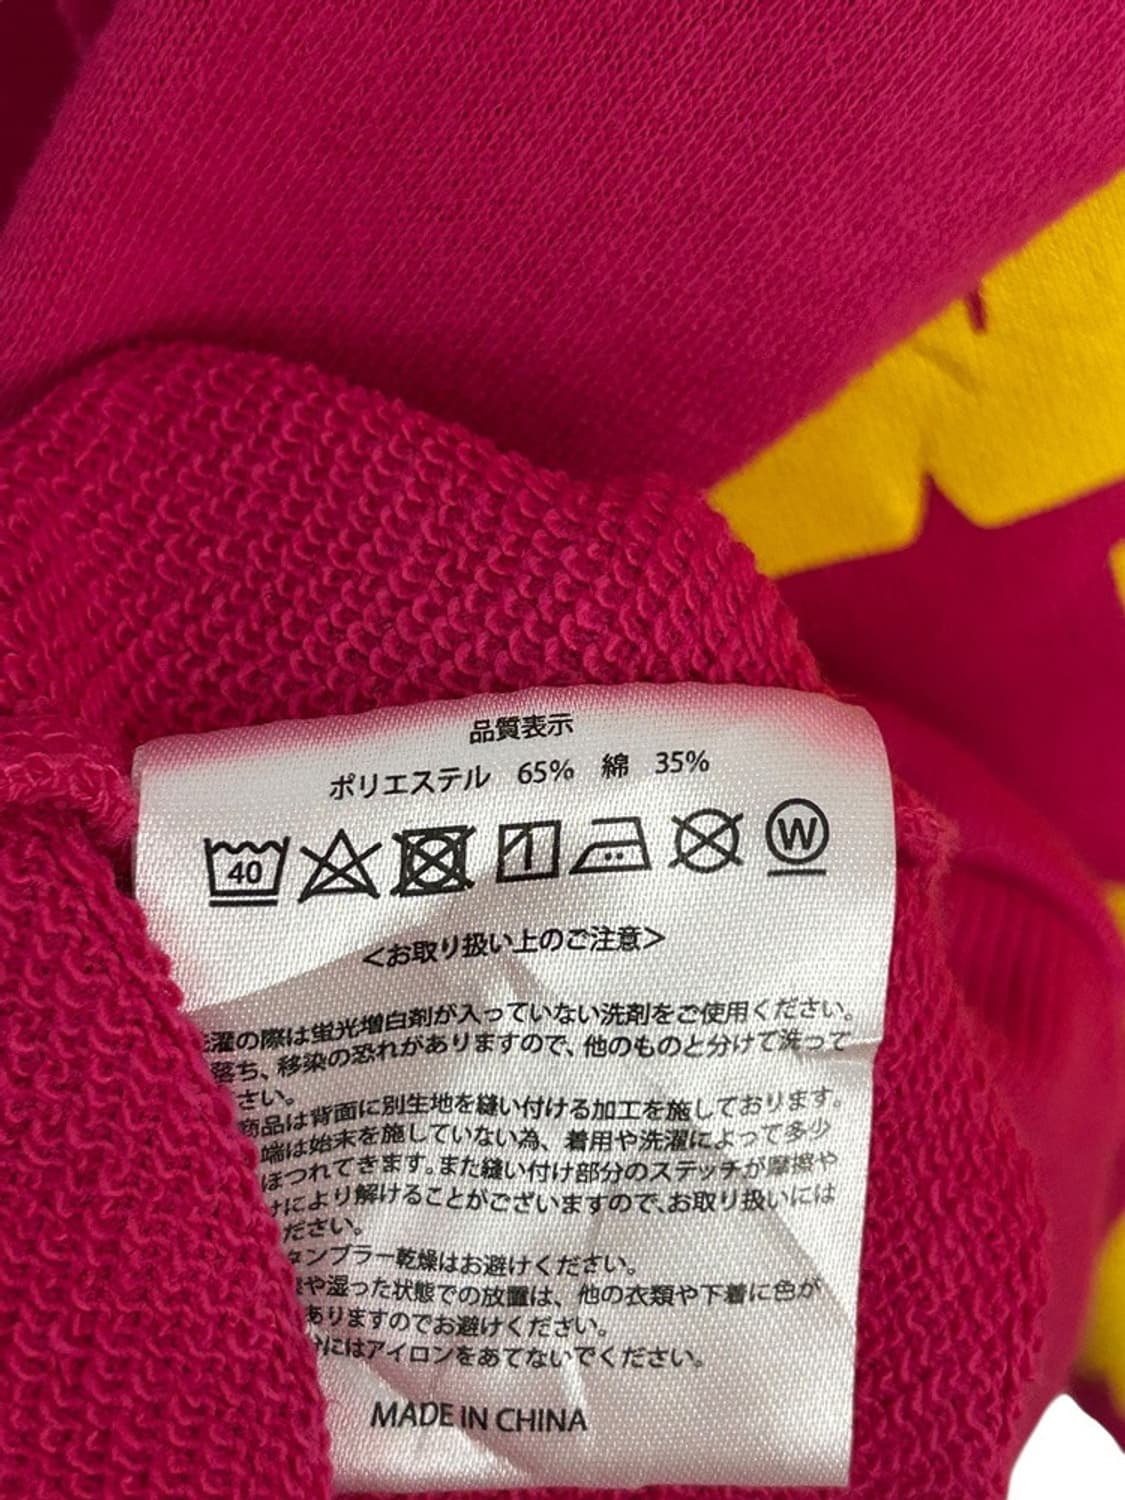 品質表示
ポリエステル 65% 綿 35%
40 W
<お取り扱い上のご注意>
濯の際は蛍光増白剤が入っていない洗剤をご使用ください。
落ち、移染の恐れがありますので、他のものと分けて洗って
さい。
商品は背面に別生地を縫い付ける加工を施しております。
端は始末を施していない為、着用や洗濯によって多少
ほつれてきます。また縫い付け部分のステッチが摩擦や
により解けることがございますので、お取り扱いには
ださい。
タンブラー乾燥はお避けください。
や湿った状態での放置は、他の衣類や下着に色が
ありますのでお避けください。
にはアイロンをあてないでください。
MADE IN CHINA